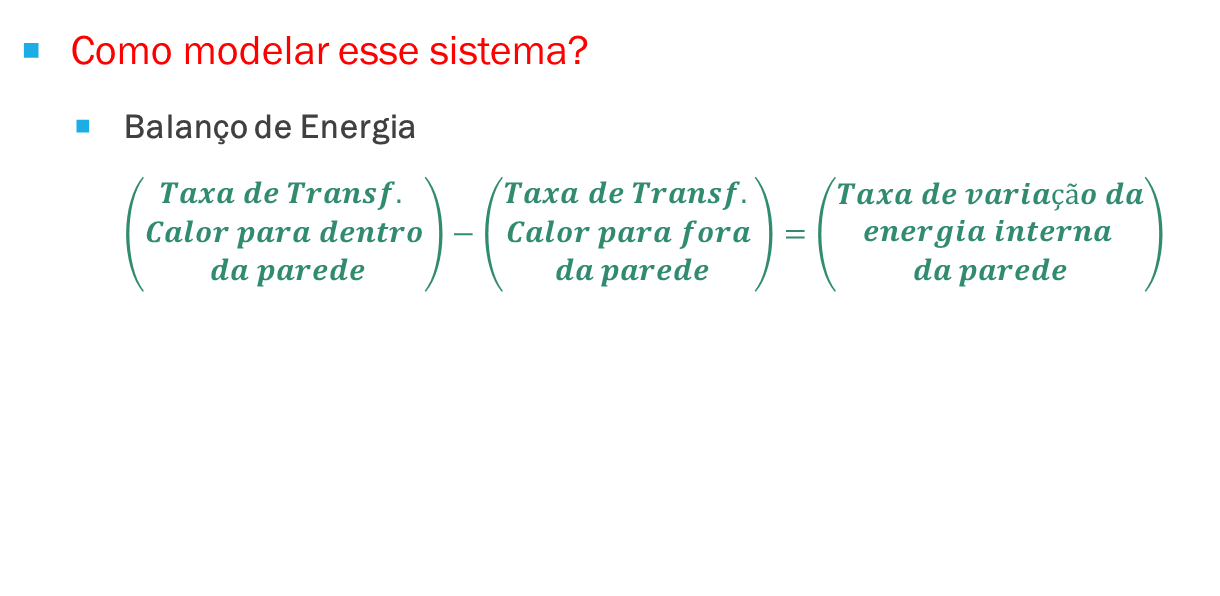 Como modelar esse sistema?
Balanço de Energia
(Taxa de Transf. Calor para dentro da parede) − (Taxa de Transf. Calor para fora da parede) = (Taxa de variação da energia interna da parede)